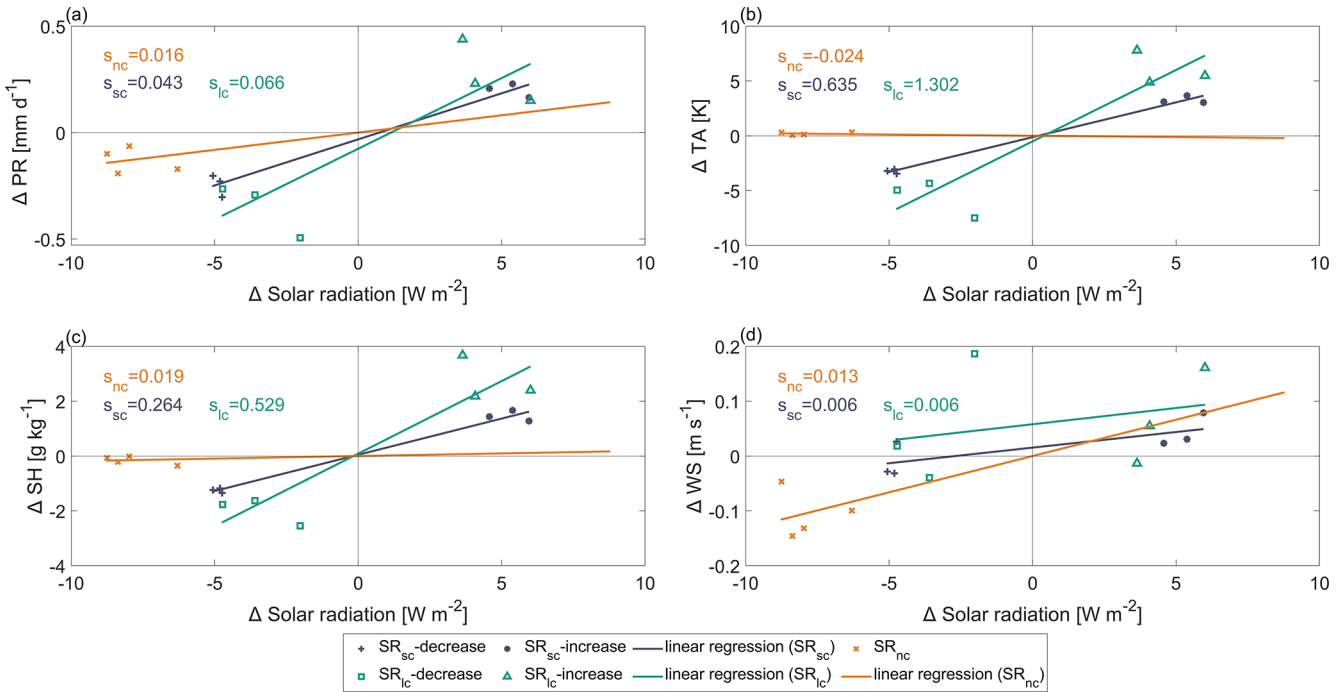 (a)
s_nc=0.016
s_sc=0.043 s_lc=0.066
Δ PR [mm d^-1]
0.5
0
-0.5
-10 -5 0 5 10
Δ Solar radiation [W m^-2]
(b)
s_nc=-0.024
s_sc=0.635 s_lc=1.302
Δ TA [K]
10
5
0
-5
-10
-10 -5 0 5 10
Δ Solar radiation [W m^-2]
(c)
s_nc=0.019
s_sc=0.264 s_lc=0.529
Δ SH [g kg^-1]
4
2
0
-2
-4
-10 -5 0 5 10
Δ Solar radiation [W m^-2]
(d)
s_nc=0.013
s_sc=0.006 s_lc=0.006
Δ WS [m s^-1]
0.2
0.1
0
-0.1
-0.2
-10 -5 0 5 10
Δ Solar radiation [W m^-2]
SR_sc-decrease SR_sc-increase linear regression (SR_sc) SR_nc
SR_lc-decrease SR_lc-increase linear regression (SR_lc) linear regression (SR_nc)